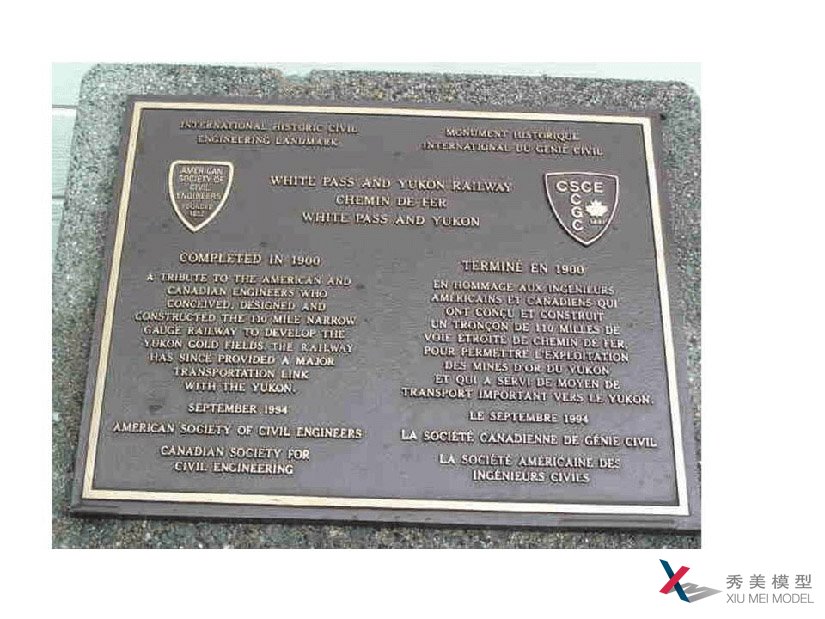 INTERNATIONAL HISTORIC CIVIL
ENGINEERING LANDMARK
MONUMENT HISTORIQUE
INTERNATIONAL DU GÉNIE CIVIL
AMERICAN
SOCIETY OF
CIVIL
ENGINEERS
FOUNDED
1852
WHITE PASS AND YUKON RAILWAY
CHEMIN DE FER
WHITE PASS AND YUKON
CSCE
C
G
C
1887
COMPLETED IN 1900
A TRIBUTE TO THE AMERICAN AND
CANADIAN ENGINEERS WHO
CONCEIVED, DESIGNED AND
CONSTRUCTED THE 110 MILE NARROW
GAUGE RAILWAY TO DEVELOP THE
YUKON GOLD FIELDS. THE RAILWAY
HAS SINCE PROVIDED A MAJOR
TRANSPORTATION LINK
WITH THE YUKON.
SEPTEMBER 1994
AMERICAN SOCIETY OF CIVIL ENGINEERS
CANADIAN SOCIETY FOR
CIVIL ENGINEERING
TERMINÉ EN 1900
EN HOMMAGE AUX INGÉNIEURS
AMÉRICAINS ET CANADIENS QUI
ONT CONÇU ET CONSTRUIT
UN TRONÇON DE 110 MILLES DE
VOIE ÉTROITE DE CHEMIN DE FER,
POUR PERMETTRE L'EXPLOITATION
DES MINES D'OR DU YUKON
ET QUI A SERVI DE MOYEN DE
TRANSPORT IMPORTANT VERS LE YUKON.
LE SEPTEMBRE 1994
LA SOCIÉTÉ CANADIENNE DE GÉNIE CIVIL
LA SOCIÉTÉ AMÉRICAINE DES
INGÉNIEURS CIVILS
秀美模型
XIU MEI MODEL